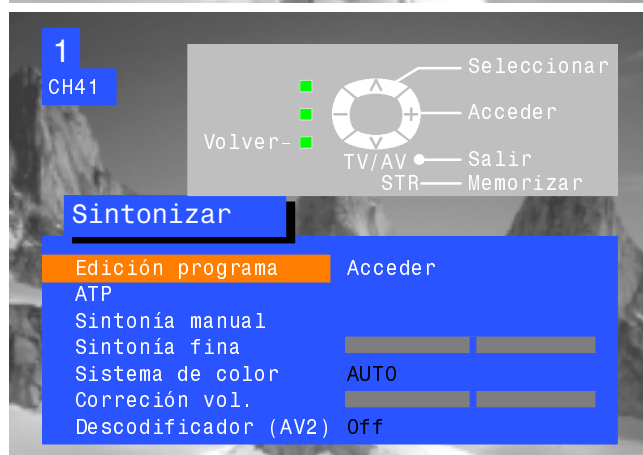 1
CH41
Seleccionar
Acceder
Volver
TV/AV Salir
STR Memorizar
Sintonizar
Edición programa Acceder
ATP
Sintonía manual
Sintonía fina
Sistema de color AUTO
Correción vol.
Descodificador (AV2) Off